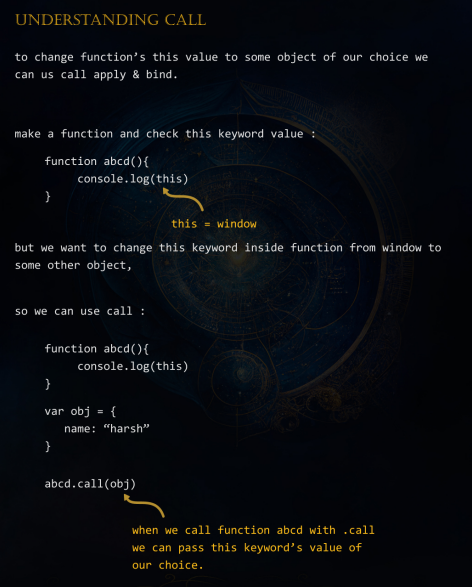 UNDERSTANDING CALL
to change function's this value to some object of our choice we
can us call apply & bind.
make a function and check this keyword value :
function abcd(){
console.log(this)
}
this = window
but we want to change this keyword inside function from window to
some other object,
so we can use call :
function abcd(){
console.log(this)
}
var obj = {
name: “harsh”
}
abcd.call(obj)
when we call function abcd with .call
we can pass this keyword's value of
our choice.